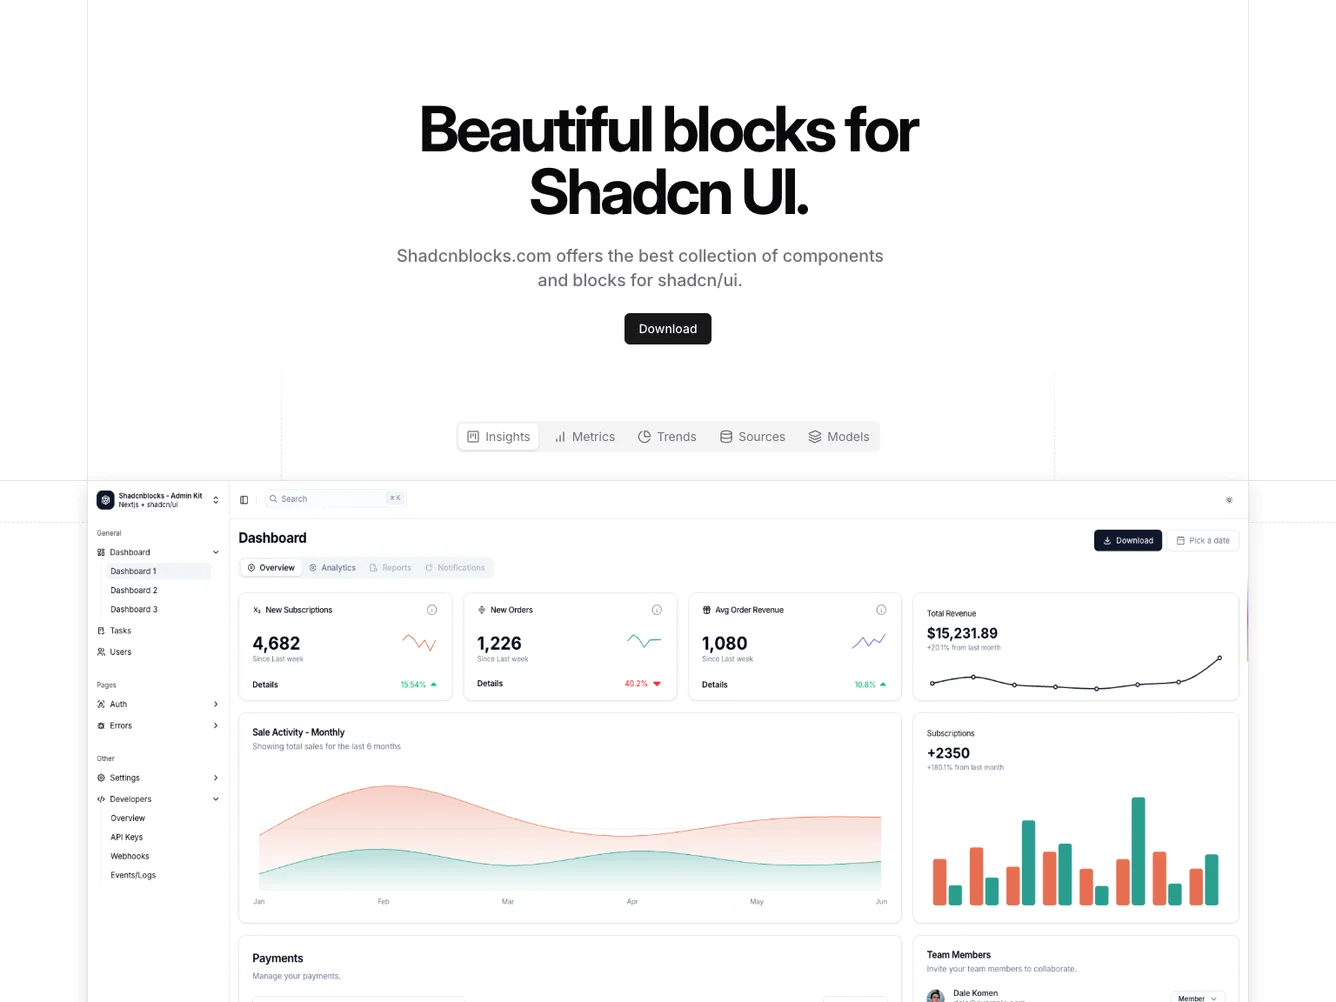 Beautiful blocks for
Shadcn UI.
Shadcnblocks.com offers the best collection of components
and blocks for shadcn/ui.
Download
Insights
Metrics
Trends
Sources
Models
Shadcnblocks - Admin Kit
Nextjs + shadcn/ui
Search
⌘ K
General
Dashboard
Dashboard 1
Dashboard 2
Dashboard 3
Tasks
Users
Pages
Auth
Errors
Other
Settings
Developers
Overview
API Keys
Webhooks
Events/Logs
Dashboard
Download
Pick a date
Overview
Analytics
Reports
Notifications
New Subscriptions
4,682
Since Last week
Details
15.54%
New Orders
1,226
Since Last week
Details
40.2%
Avg Order Revenue
1,080
Since Last week
Details
10.8%
Total Revenue
$15,231.89
+20.1% from last month
Sale Activity - Monthly
Showing total sales for the last 6 months
Jan
Feb
Mar
Apr
May
Jun
Subscriptions
+2350
+180.1% from last month
Payments
Manage your payments.
Team Members
Invite your team members to collaborate.
Dale Komen
Member